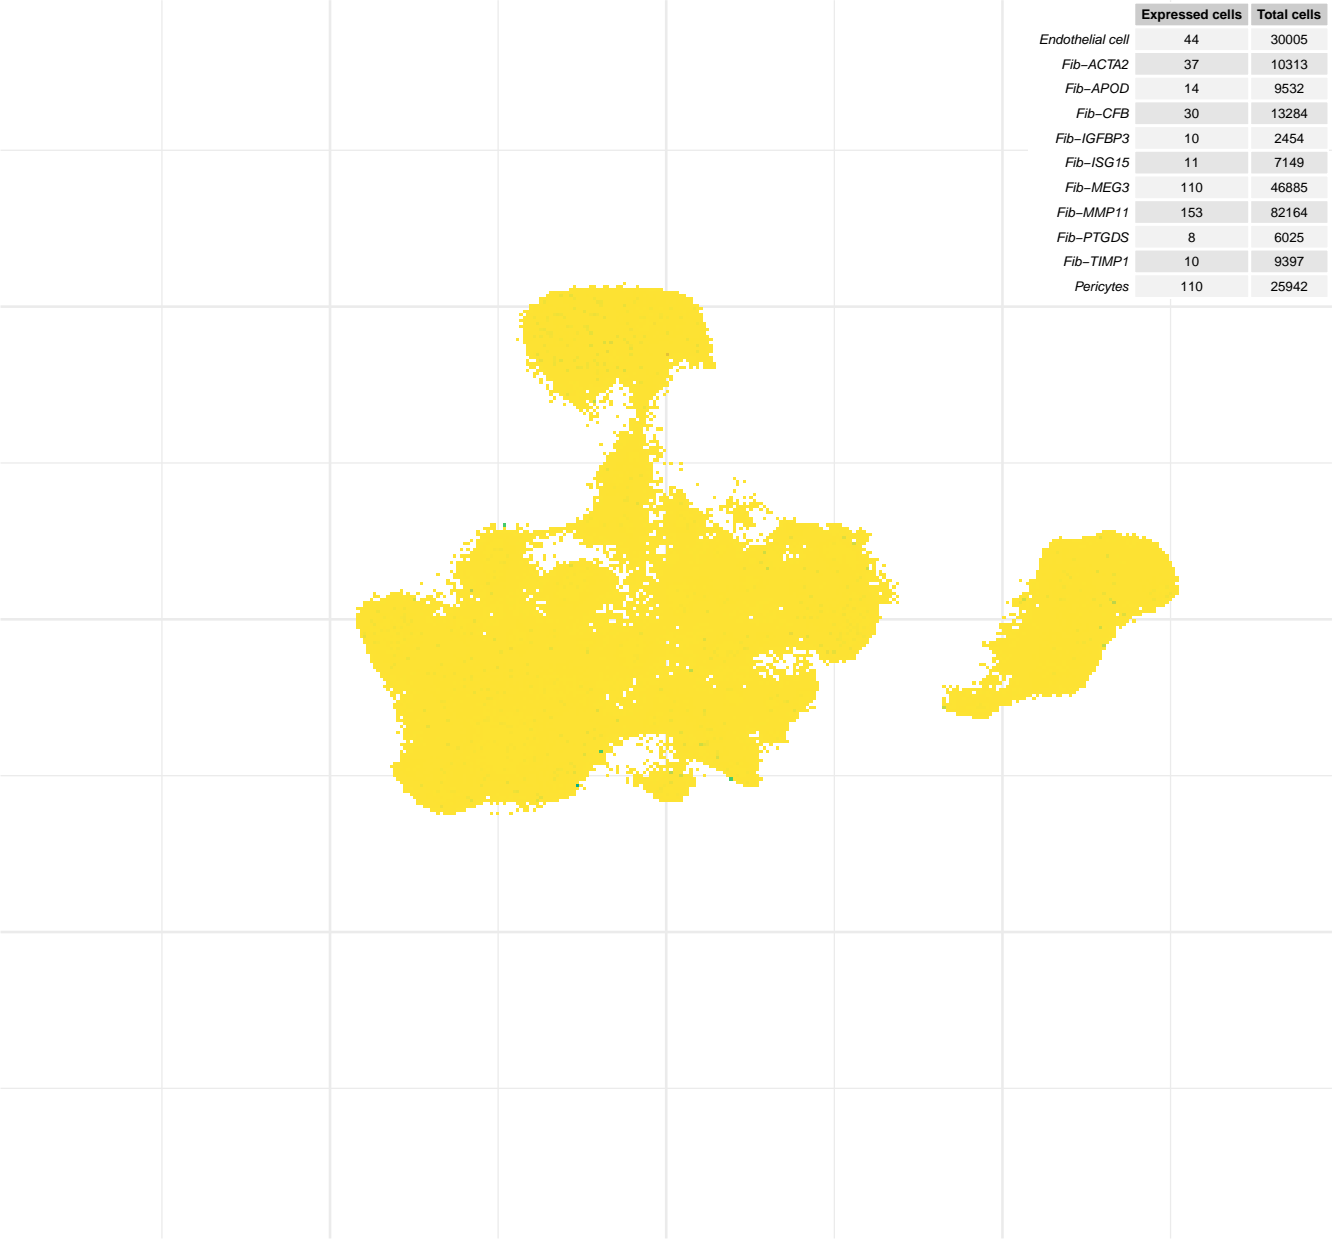 Expressed cells Total cells
Endothelial cell 44 30005
Fib−ACTA2 37 10313
Fib−APOD 14 9532
Fib−CFB 30 13284
Fib−IGFBP3 10 2454
Fib−ISG15 11 7149
Fib−MEG3 110 46885
Fib−MMP11 153 82164
Fib−PTGDS 8 6025
Fib−TIMP1 10 9397
Pericytes 110 25942